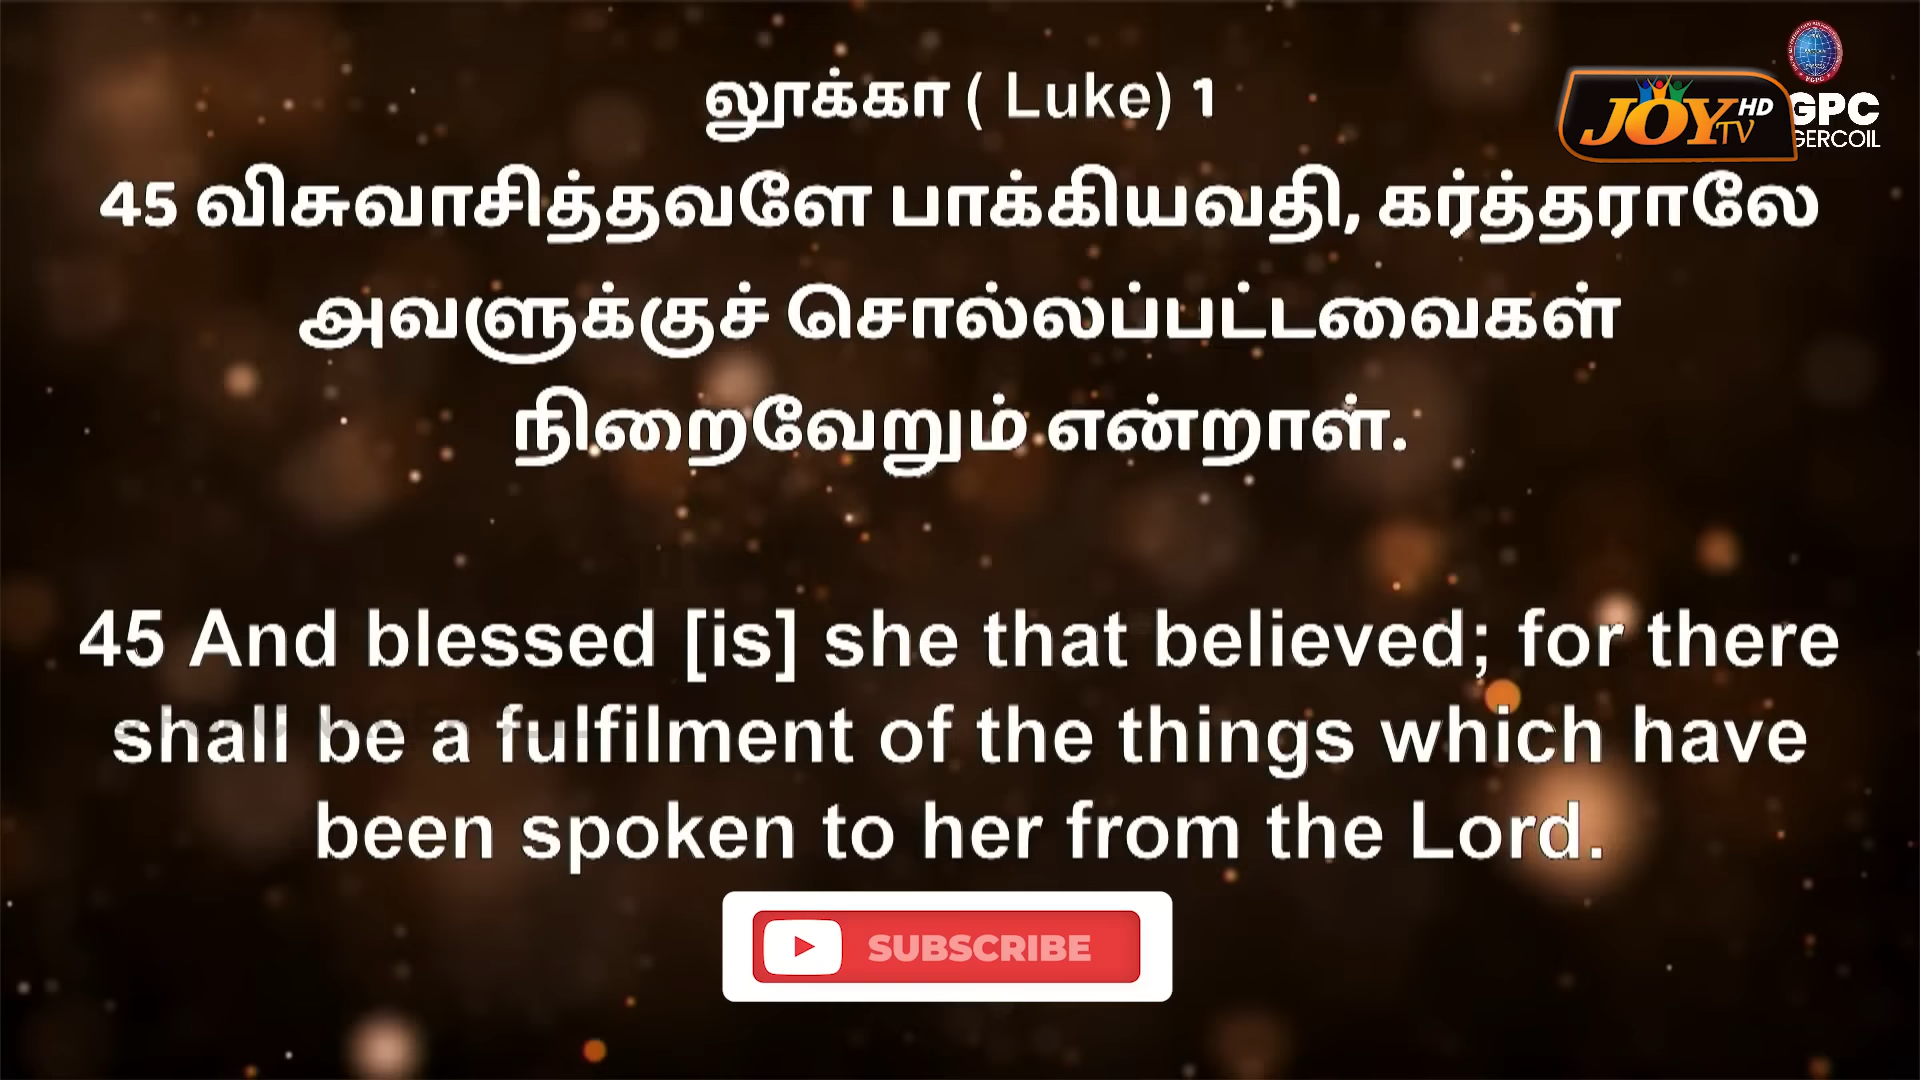 லூக்கா ( Luke) 1
45 விசுவாசித்தவளே பாக்கியவதி, கர்த்தராலே
அவளுக்குச் சொல்லப்பட்டவைகள்
நிறைவேறும் என்றாள்.
45 And blessed [is] she that believed; for there
shall be a fulfilment of the things which have
been spoken to her from the Lord.
SUBSCRIBE
JOY TV HD
GPC
GERCOIL